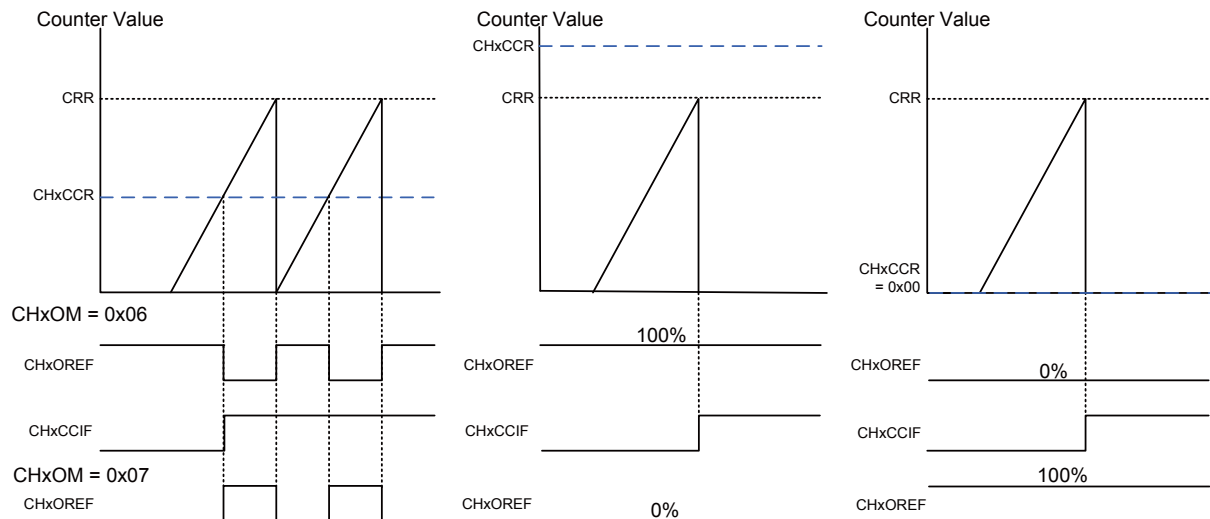 Counter Value
CRR
CHxCCR
CHxOM = 0x06
CHxOREF
CHxCCIF
CHxOM = 0x07
CHxOREF
Counter Value
CHxCCR
CRR
100%
CHxOREF
CHxCCIF
CHxOREF
0%
Counter Value
CRR
CHxCCR
= 0x00
CHxOREF
0%
CHxCCIF
100%
CHxOREF